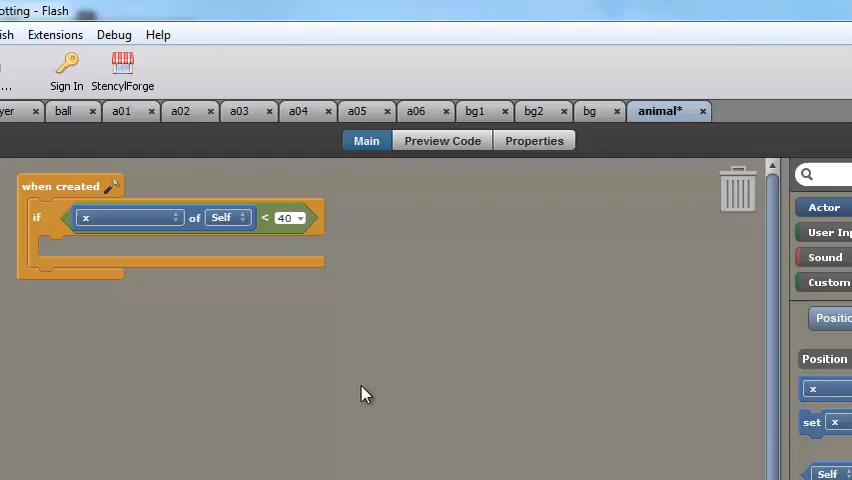 otting - Flash
ish Extensions Debug Help
... Sign In StencylForge
yer × ball × a01 × a02 × a03 × a04 × a05 × a06 × bg1 × bg2 × bg × animal* ×
Main Preview Code Properties
when created
if x of Self < 40
Actor
User Inp
Sound
Custom
Positio
Position
x
set x
Self